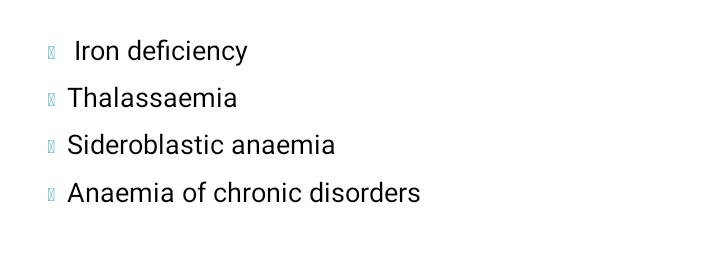 Iron deficiency
Thalassaemia
Sideroblastic anaemia
Anaemia of chronic disorders